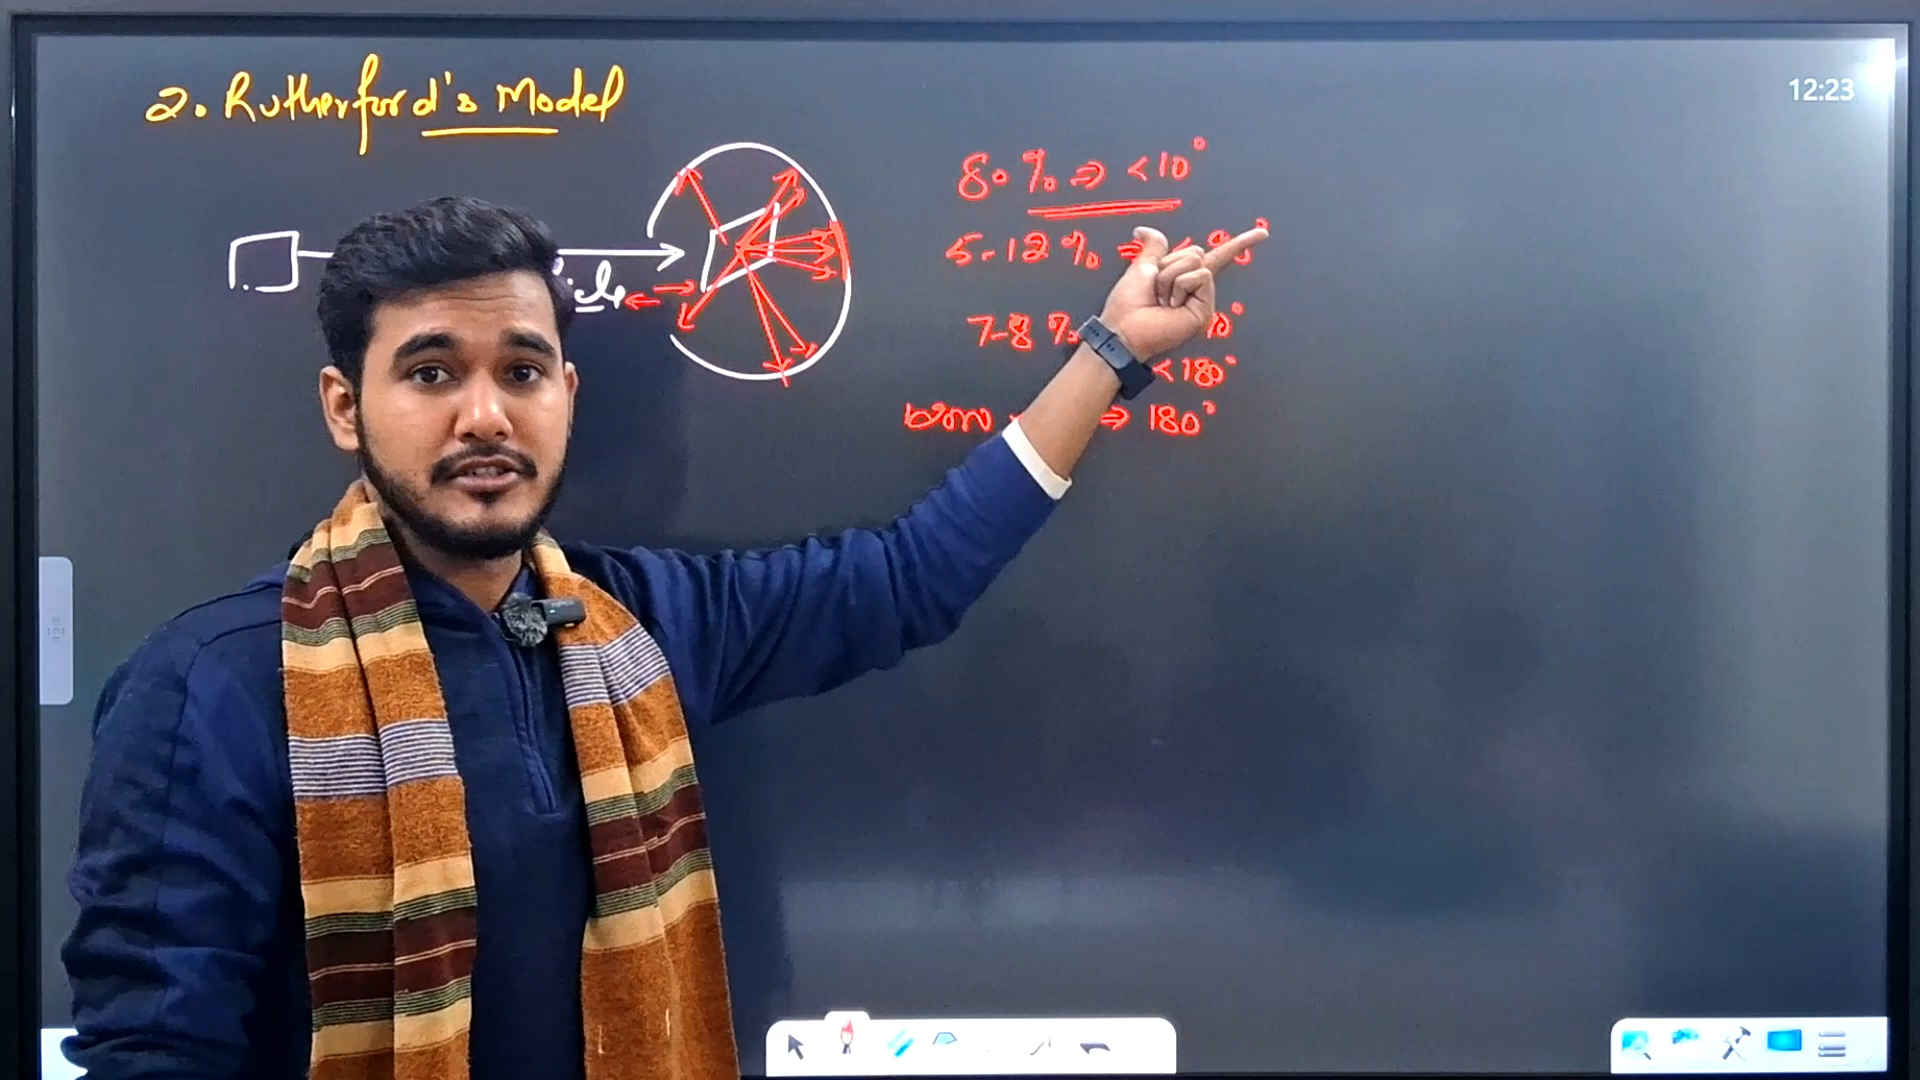 2. Rutherford's Model
12:23
80 % ⇒ <10°
5-12 % ⇒ <
7-8 %
<180°
⇒ 180°